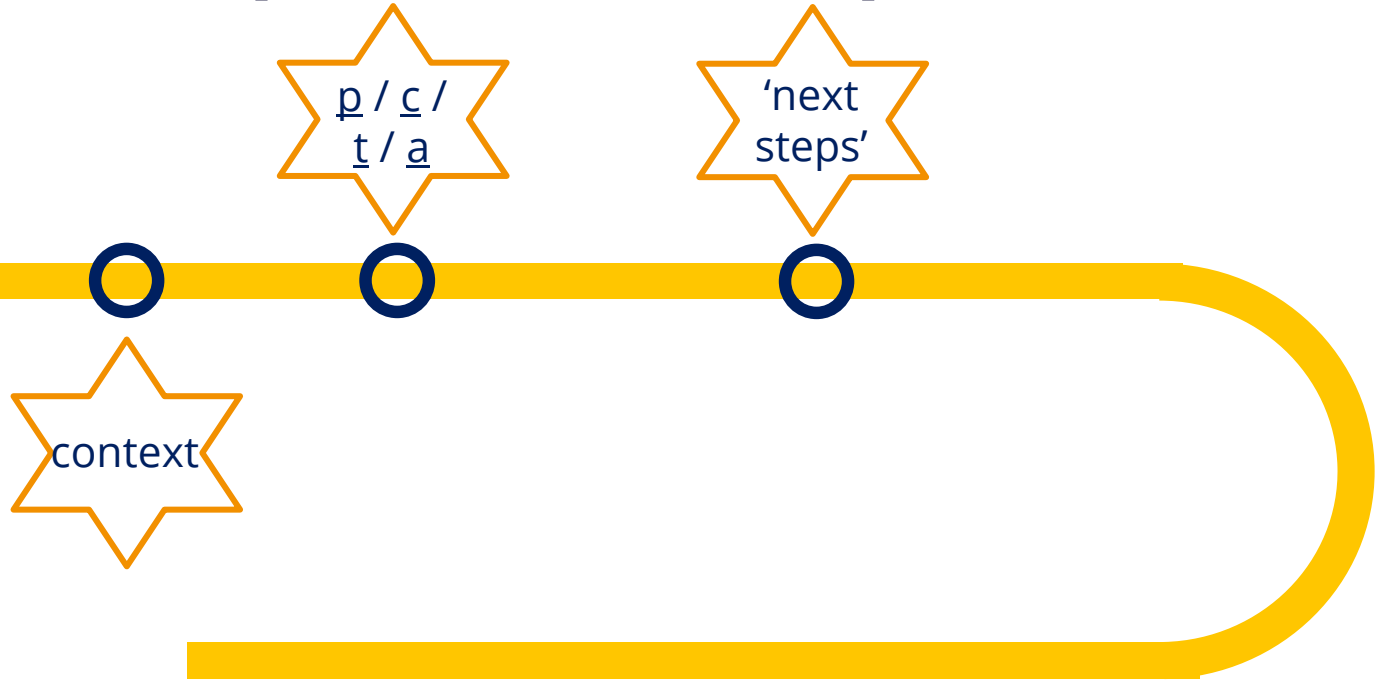 p / c /
t / a
‘next
steps’
context